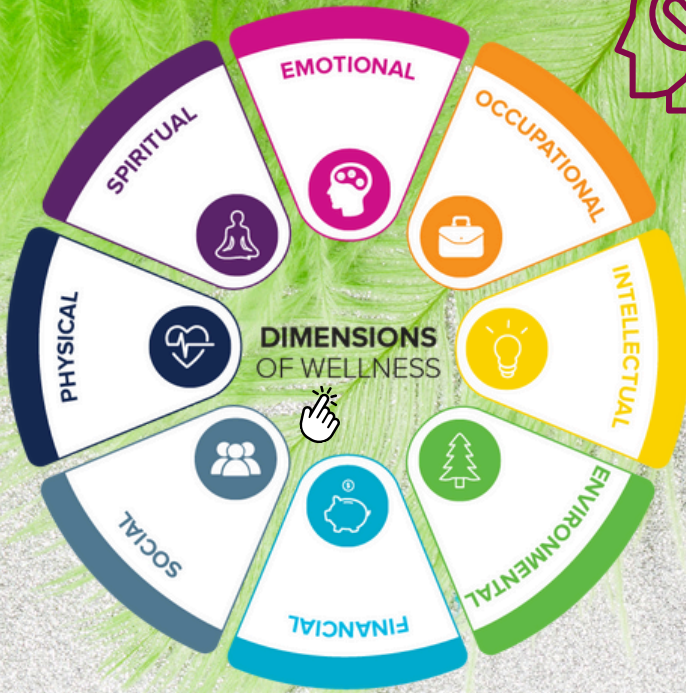 EMOTIONAL
OCCUPATIONAL
INTELLECTUAL
ENVIRONMENTAL
FINANCIAL
SOCIAL
PHYSICAL
SPIRITUAL
DIMENSIONS
OF WELLNESS
$